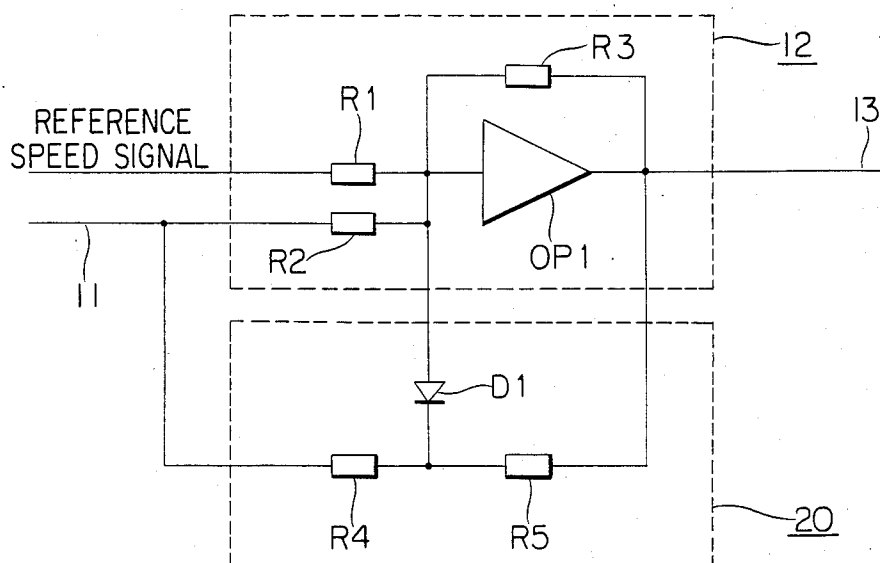 R3
12
13
R1
REFERENCE
SPEED SIGNAL
R2
OP1
11
D1
R4
R5
20